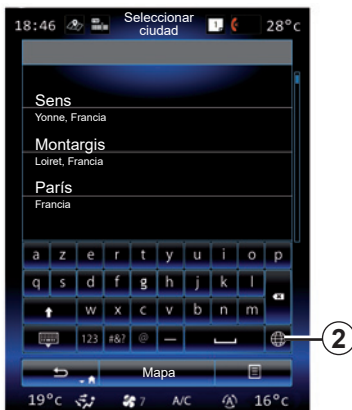 18:46 Seleccionar ciudad 1 28°c
Sens
Yonne, Francia
Montargis
Loiret, Francia
París
Francia
a z e r t y u i o p
q s d f g h j k l
w x c v b n m
123 #&? @ —
2
Mapa
19°c 7 A/C A 16°c